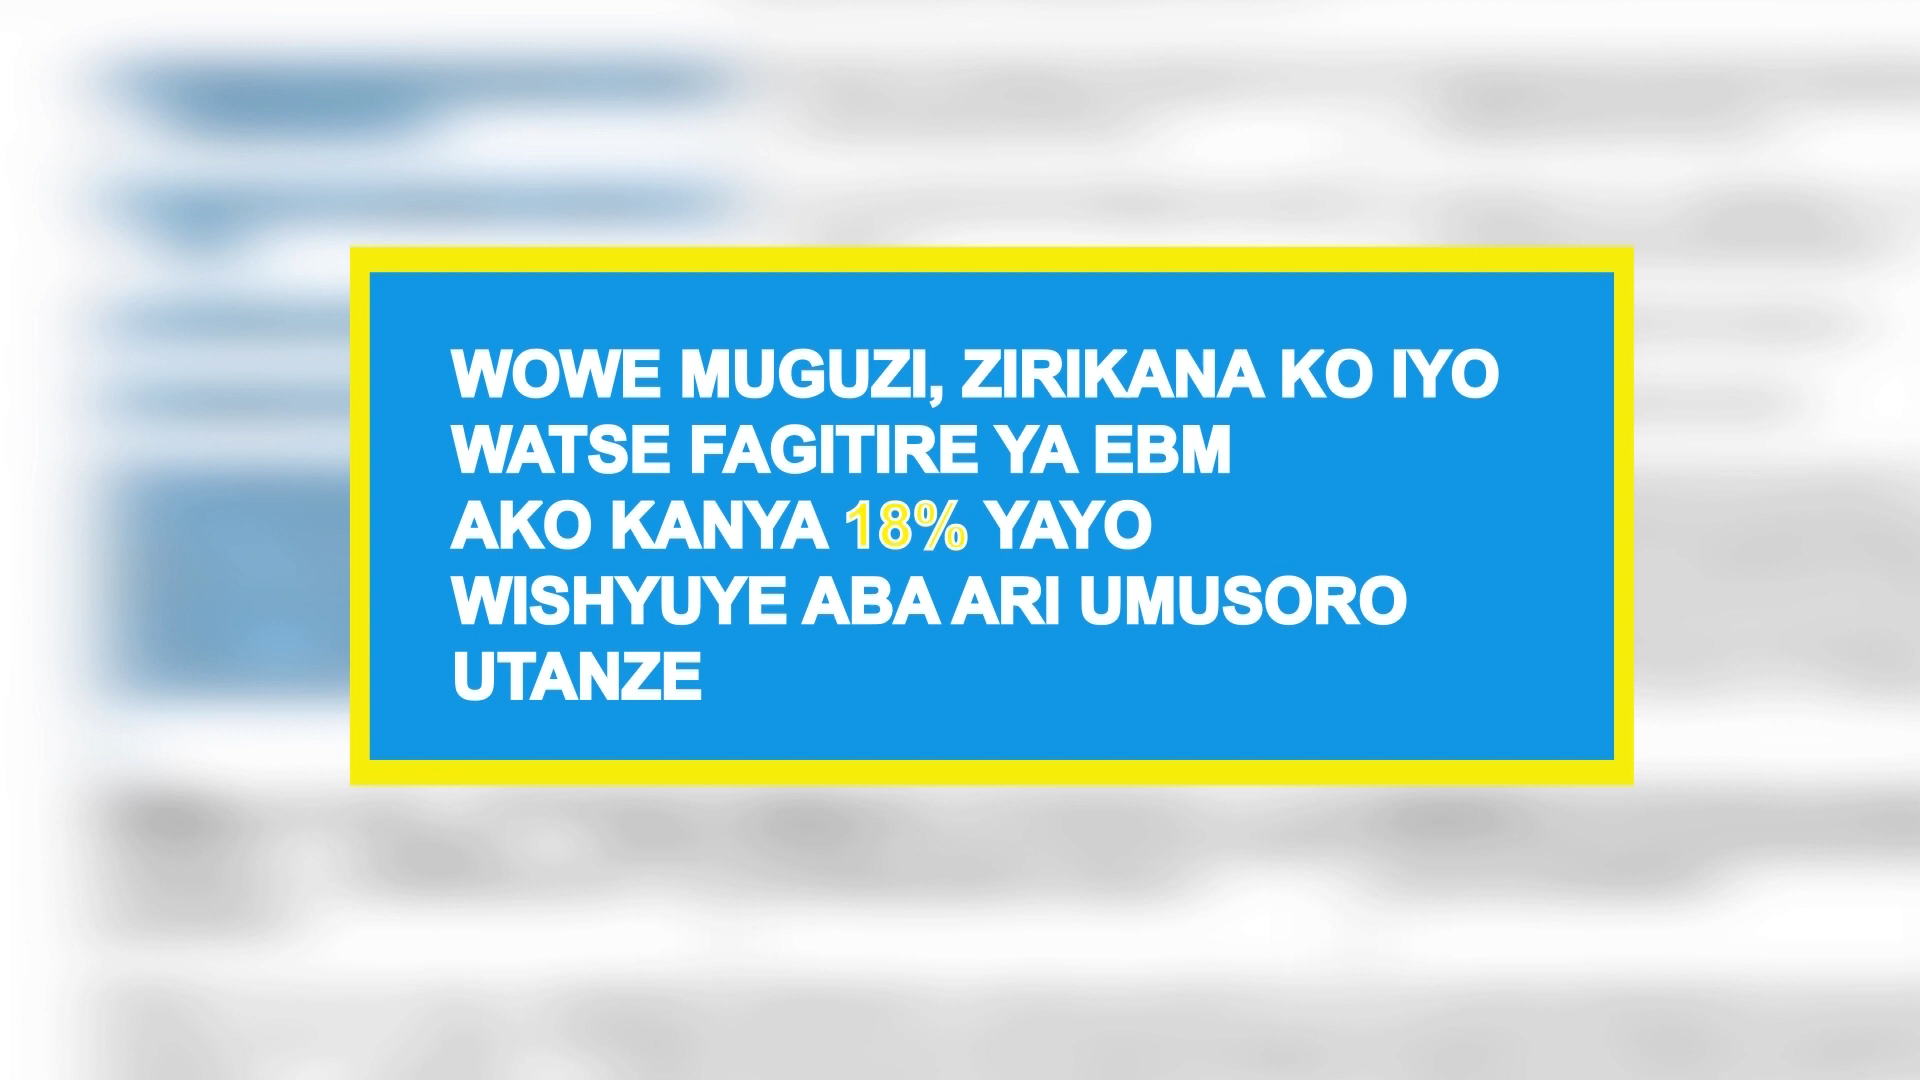 WOWE MUGUZI, ZIRIKANA KO IYO
WATSE FAGITIRE YA EBM
AKO KANYA 18% YAYO
WISHYUYE ABA ARI UMUSORO
UTANZE